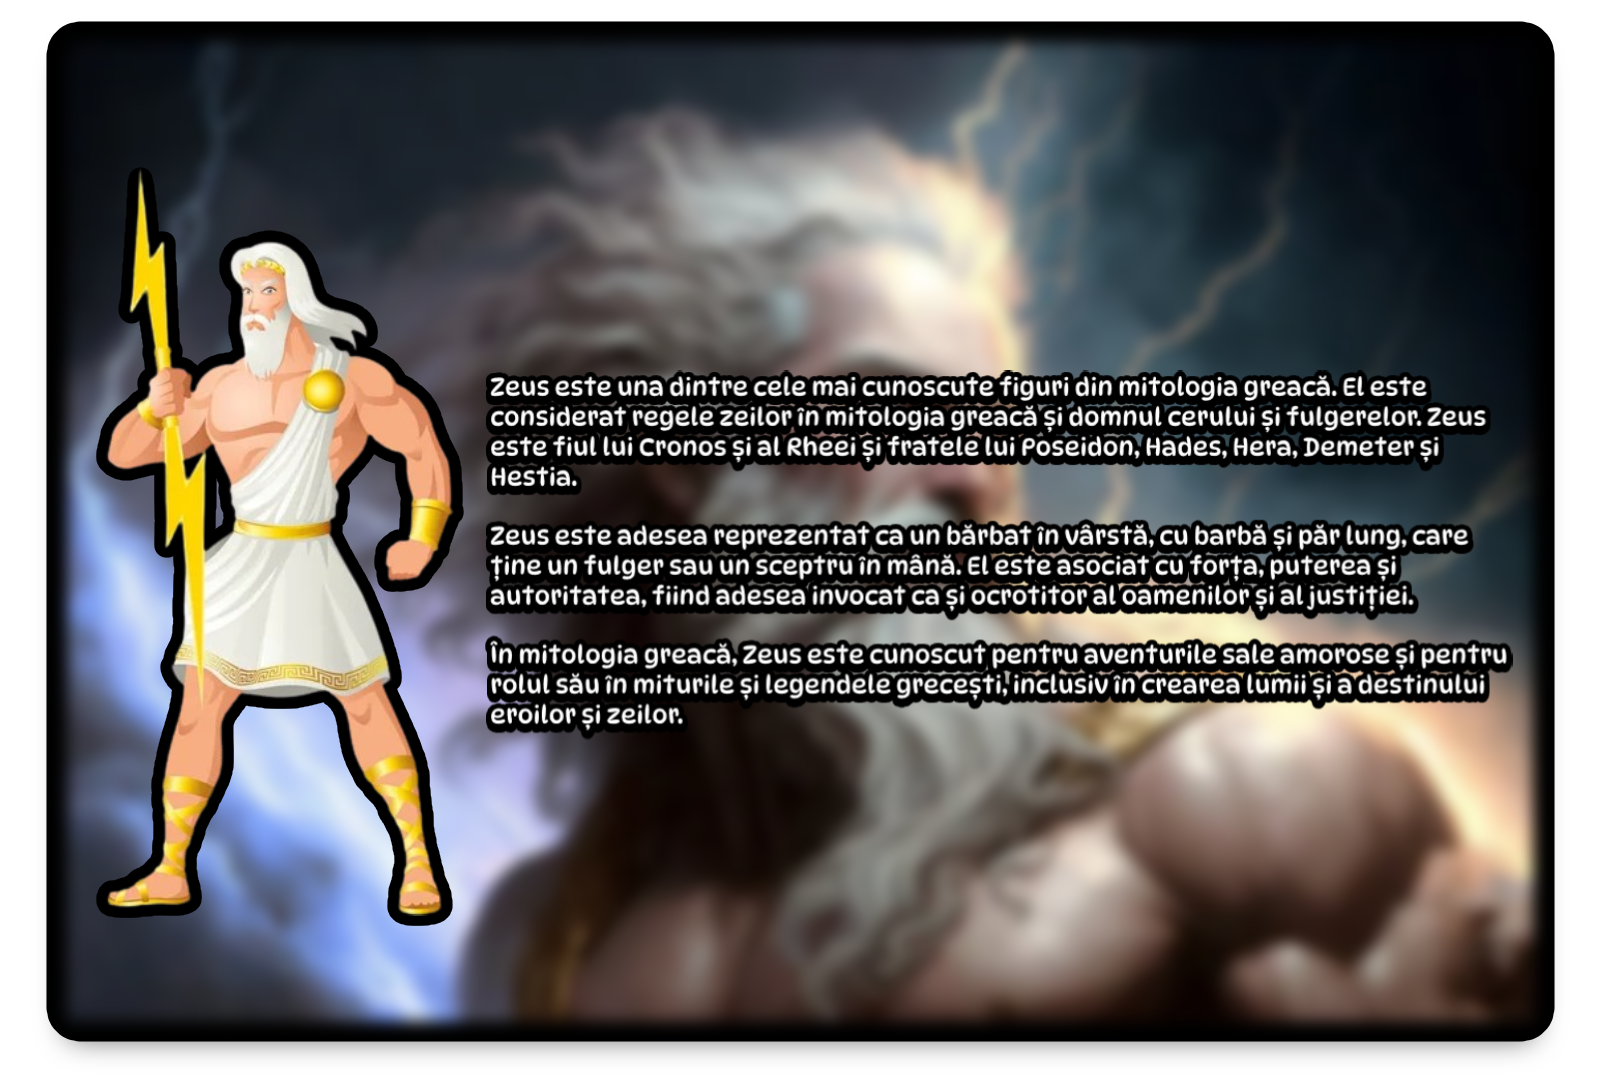 Zeus este una dintre cele mai cunoscute figuri din mitologia greacă. El este
considerat regele zeilor în mitologia greacă și domnul cerului și fulgerelor. Zeus
este fiul lui Cronos și al Rheei și fratele lui Poseidon, Hades, Hera, Demeter și
Hestia.
Zeus este adesea reprezentat ca un bărbat în vârstă, cu barbă și păr lung, care
ține un fulger sau un sceptru în mână. El este asociat cu forța, puterea și
autoritatea, fiind adesea invocat ca și ocrotitor al oamenilor și al justiției.
În mitologia greacă, Zeus este cunoscut pentru aventurile sale amorose și pentru
rolul său în miturile și legendele grecești, inclusiv în crearea lumii și a destinului
eroilor și zeilor.